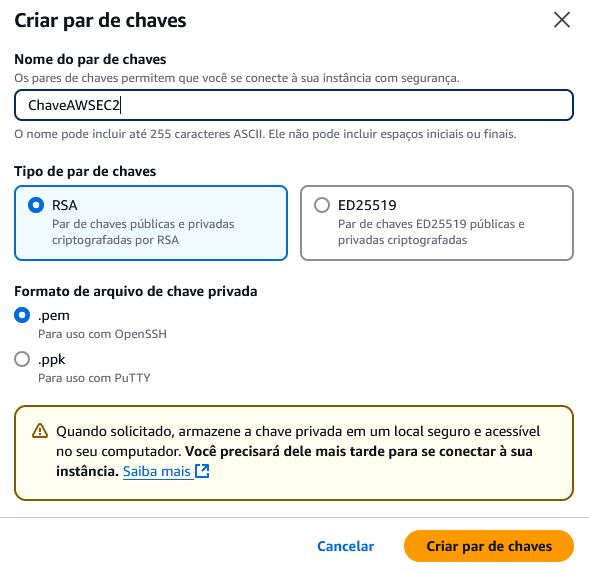 Criar par de chaves
Nome do par de chaves
Os pares de chaves permitem que você se conecte à sua instância com segurança.
ChaveAWSEC2
O nome pode incluir até 255 caracteres ASCII. Ele não pode incluir espaços iniciais ou finais.
Tipo de par de chaves
RSA
Par de chaves públicas e privadas
criptografadas por RSA
ED25519
Par de chaves ED25519 públicas e
privadas criptografadas
Formato de arquivo de chave privada
.pem
Para uso com OpenSSH
.ppk
Para uso com PuTTY
Quando solicitado, armazene a chave privada em um local seguro e acessível
no seu computador. Você precisará dele mais tarde para se conectar à sua
instância. Saiba mais
Cancelar
Criar par de chaves